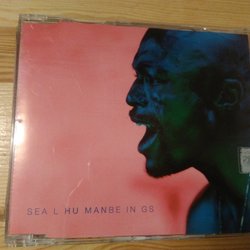 SEA L HU MANBE IN GS